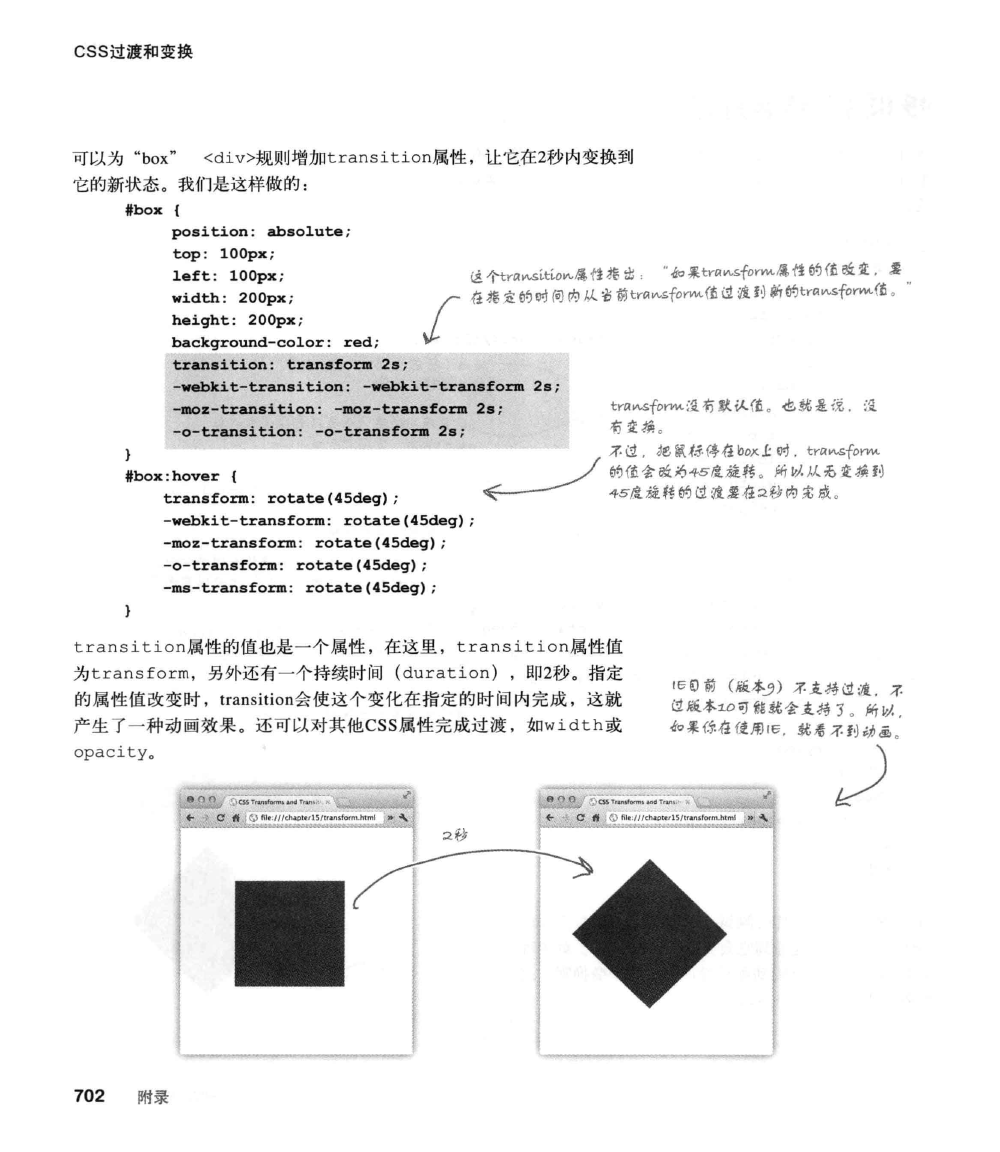 CSS过渡和变换
可以为“box” <div>规则增加transition属性，让它在2秒内变换到
它的新状态。我们是这样做的：
#box {
position: absolute;
top: 100px;
left: 100px;
width: 200px;
height: 200px;
background-color: red;
transition: transform 2s;
-webkit-transition: -webkit-transform 2s;
-moz-transition: -moz-transform 2s;
-o-transition: -o-transform 2s;
}
这个transition属性指出：“如果transform属性的值改变，要
在指定的时间内从当前transform值过渡到新的transform值。”
#box:hover {
transform: rotate(45deg);
-webkit-transform: rotate(45deg);
-moz-transform: rotate(45deg);
-o-transform: rotate(45deg);
-ms-transform: rotate(45deg);
}
transform没有默认值。也就是说，没
有变换。
不过，把鼠标停在box上时，transform
的值会改为45度旋转。所以从无变换到
45度旋转的过渡要在2秒内完成。
transition属性的值也是一个属性，在这里，transition属性值
为transform，另外还有一个持续时间（duration），即2秒。指定
的属性值改变时，transition会使这个变化在指定的时间内完成，这就
产生了一种动画效果。还可以对其他CSS属性完成过渡，如width或
opacity。
IE目前（版本9）不支持过渡，不
过版本10可能就会支持了。所以，
如果你在使用IE，就看不到动画。
CSS Transforms and Transi
file:///chapter15/transform.html
2秒
CSS Transforms and Transi
file:///chapter15/transform.html
702 附录